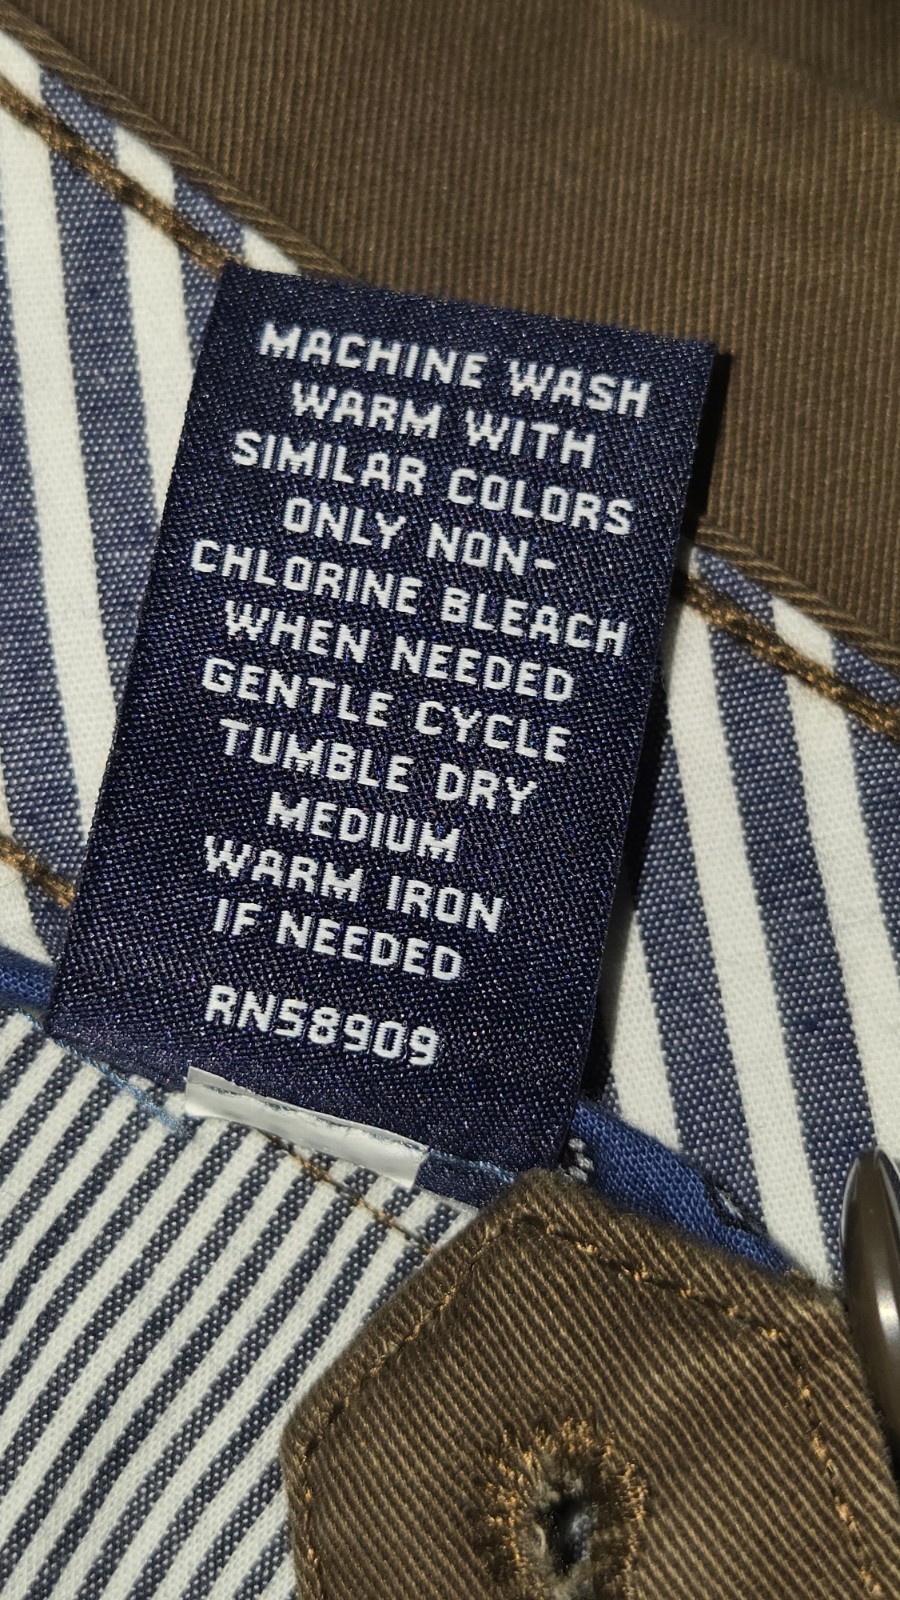 MACHINE WASH
WARM WITH
SIMILAR COLORS
ONLY NON-
CHLORINE BLEACH
WHEN NEEDED
GENTLE CYCLE
TUMBLE DRY
MEDIUM
WARM IRON
IF NEEDED
RN58909